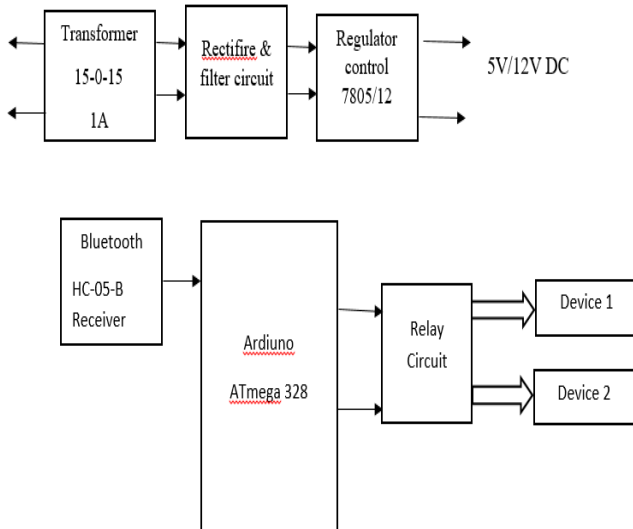 Transformer
15-0-15
1A
Rectifire &
filter circuit
Regulator
control
7805/12
5V/12V DC
Bluetooth
HC-05-B
Receiver
Ardiuno
ATmega 328
Relay
Circuit
Device 1
Device 2